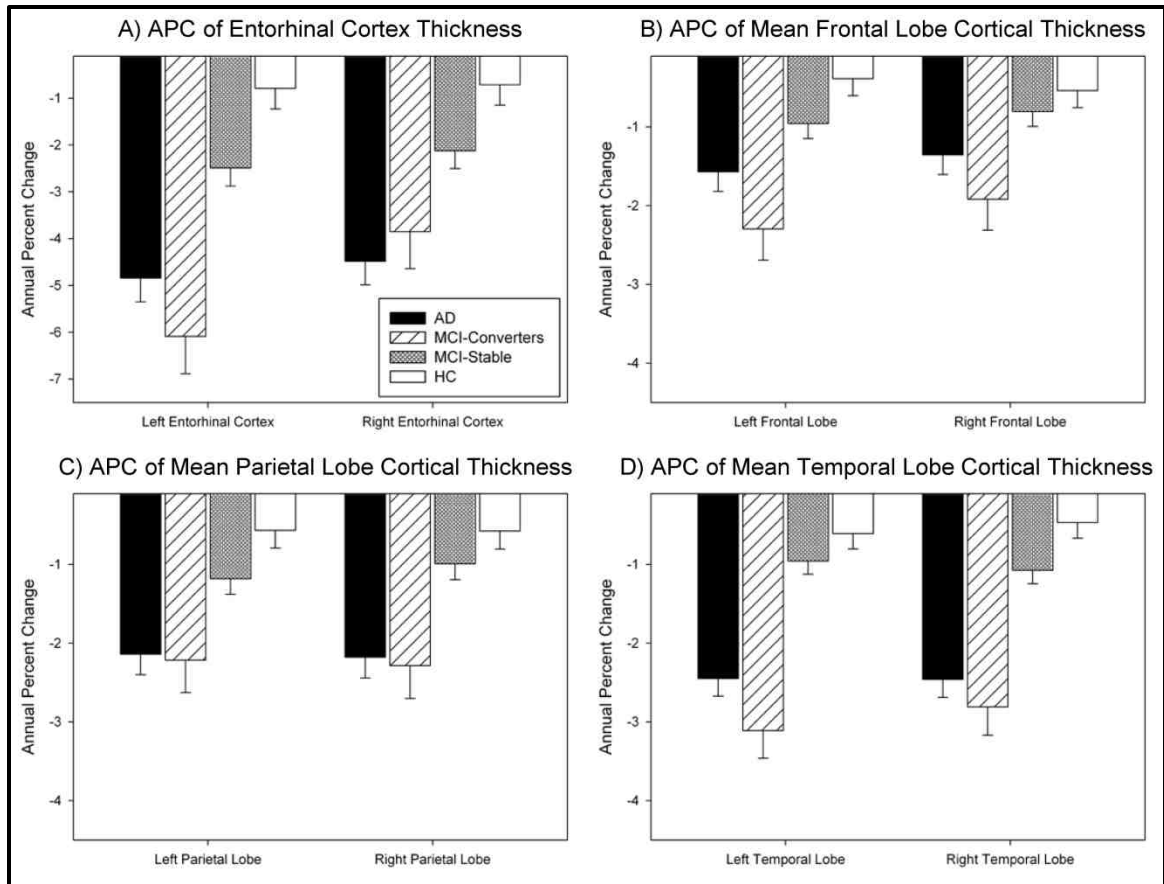 A) APC of Entorhinal Cortex Thickness
Annual Percent Change
-1
-2
-3
-4
-5
-6
-7
AD
MCI-Converters
MCI-Stable
HC
Left Entorhinal Cortex
Right Entorhinal Cortex
B) APC of Mean Frontal Lobe Cortical Thickness
Annual Percent Change
-1
-2
-3
-4
Left Frontal Lobe
Right Frontal Lobe
C) APC of Mean Parietal Lobe Cortical Thickness
Annual Percent Change
-1
-2
-3
-4
Left Parietal Lobe
Right Parietal Lobe
D) APC of Mean Temporal Lobe Cortical Thickness
Annual Percent Change
-1
-2
-3
-4
Left Temporal Lobe
Right Temporal Lobe